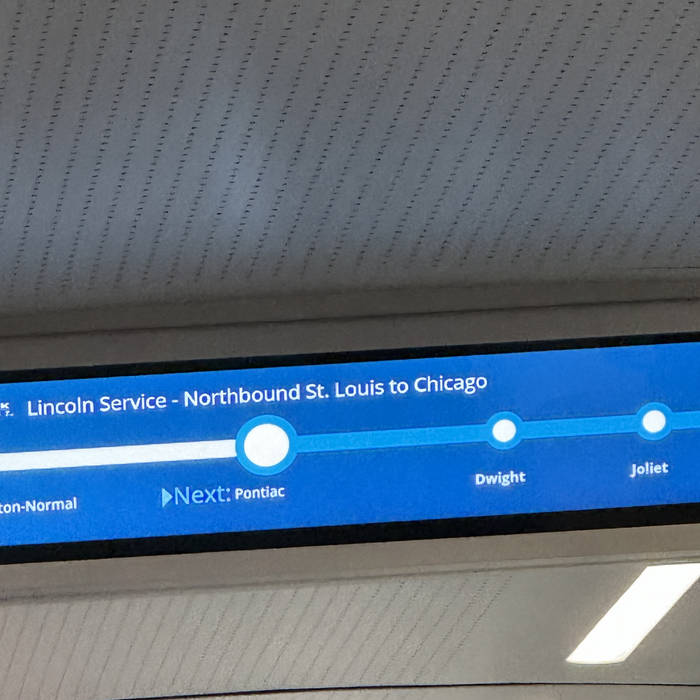 Lincoln Service - Northbound St. Louis to Chicago
ton-Normal
Next: Pontiac
Dwight
Joliet